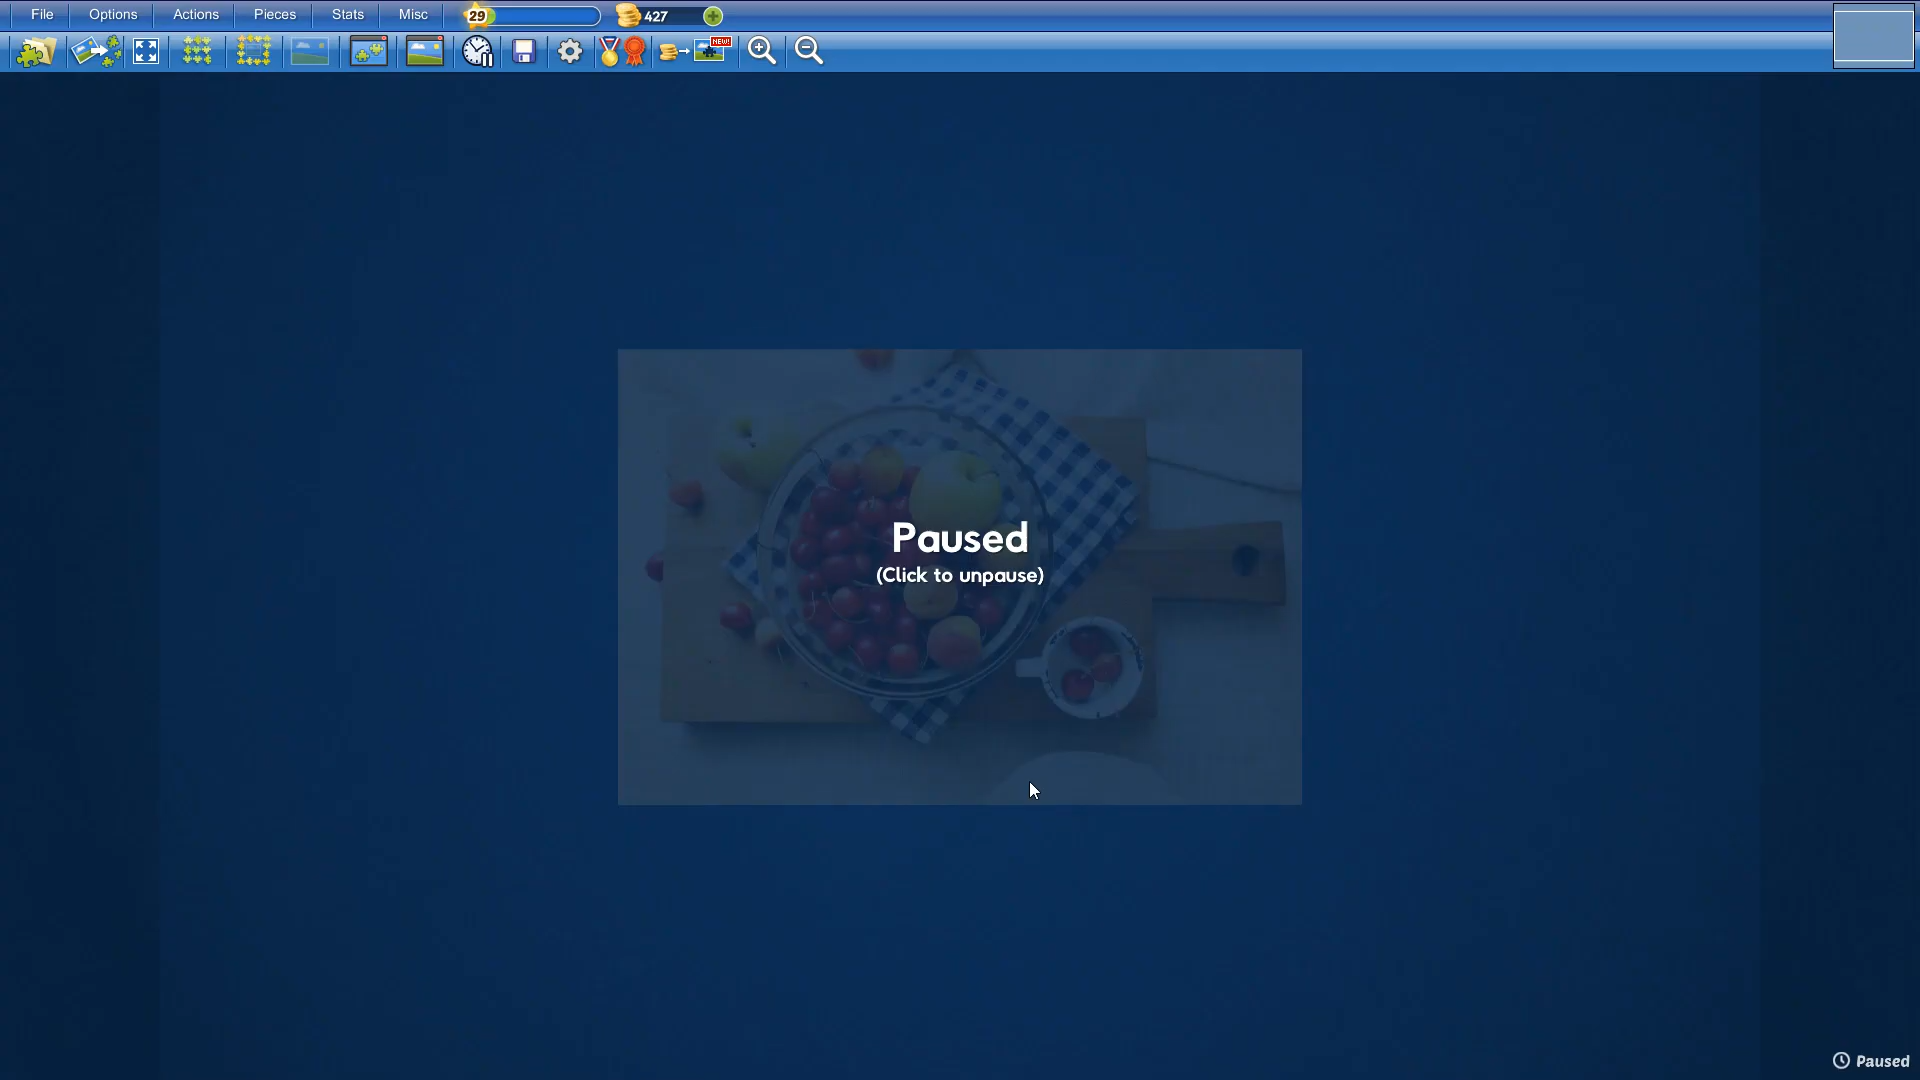 File Options Actions Pieces Stats Misc 29 427
NEW!
Paused
(Click to unpause)
Paused